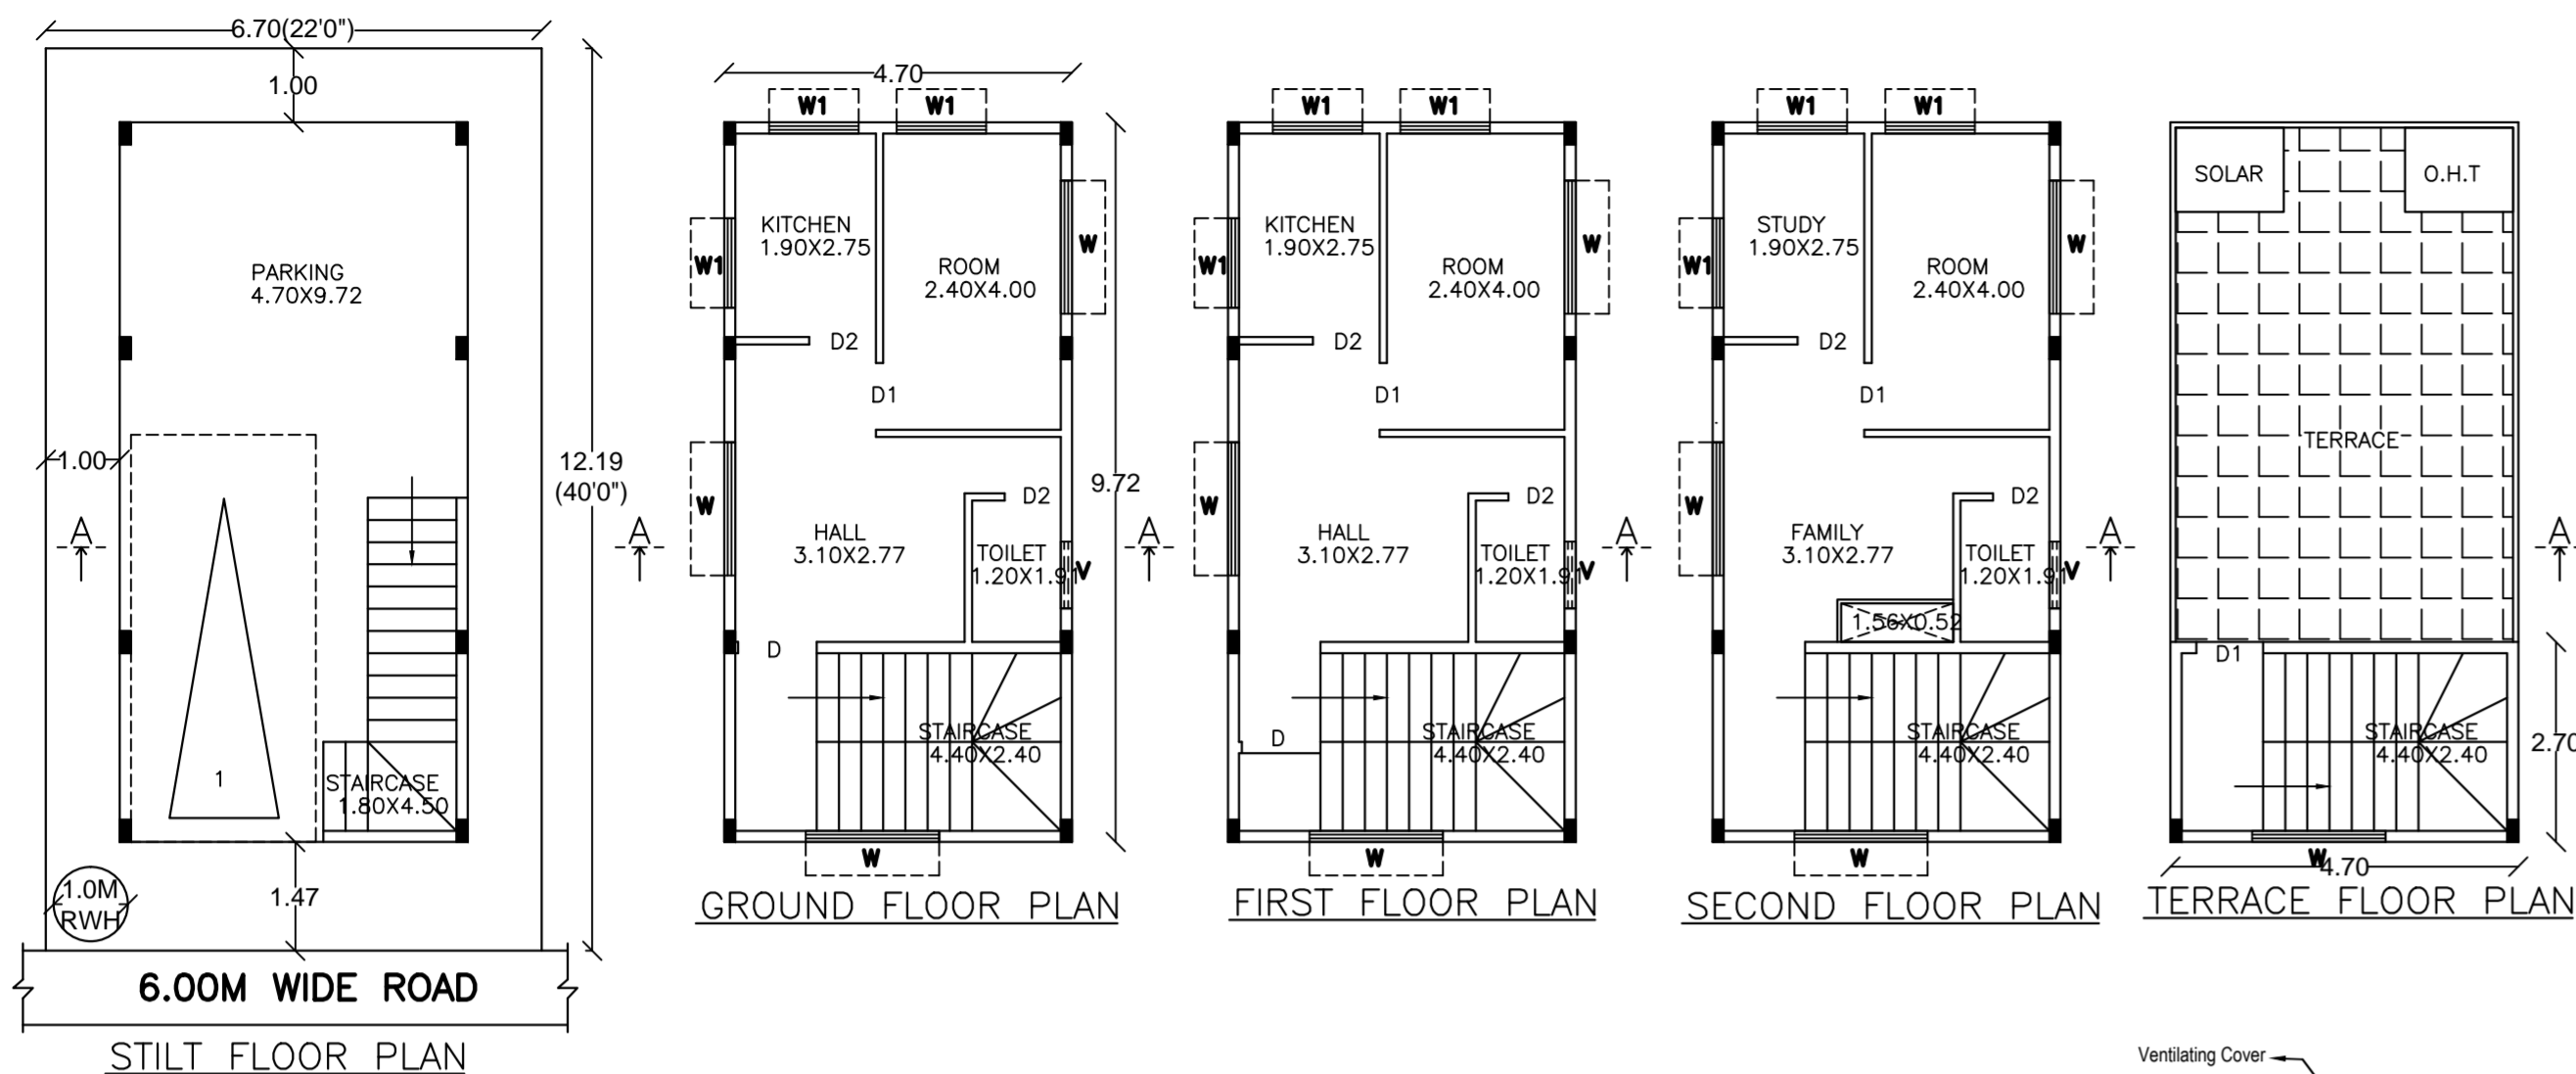 6.70(22'0")
1.00
PARKING
4.70X9.72
1.00
12.19
(40'0")
A
A
1
STAIRCASE
1.80X4.50
1.0M
RWH
1.47
6.00M WIDE ROAD
STILT FLOOR PLAN
4.70
W1
W1
KITCHEN
1.90X2.75
W1
ROOM
2.40X4.00
W
D2
D1
9.72
W
D2
HALL
3.10X2.77
TOILET
1.20X1.91
V
D
STAIRCASE
4.40X2.40
W
GROUND FLOOR PLAN
A
W1
W1
KITCHEN
1.90X2.75
W1
ROOM
2.40X4.00
W
D2
D1
W
D2
HALL
3.10X2.77
TOILET
1.20X1.91
V
D
STAIRCASE
4.40X2.40
W
FIRST FLOOR PLAN
A
W1
W1
STUDY
1.90X2.75
W1
ROOM
2.40X4.00
W
D2
D1
W
D2
FAMILY
3.10X2.77
TOILET
1.20X1.91
V
1.56X0.52
STAIRCASE
4.40X2.40
W
SECOND FLOOR PLAN
A
SOLAR
O.H.T
TERRACE
A
D1
STAIRCASE
4.40X2.40
2.70
W
4.70
TERRACE FLOOR PLAN
Ventilating Cover